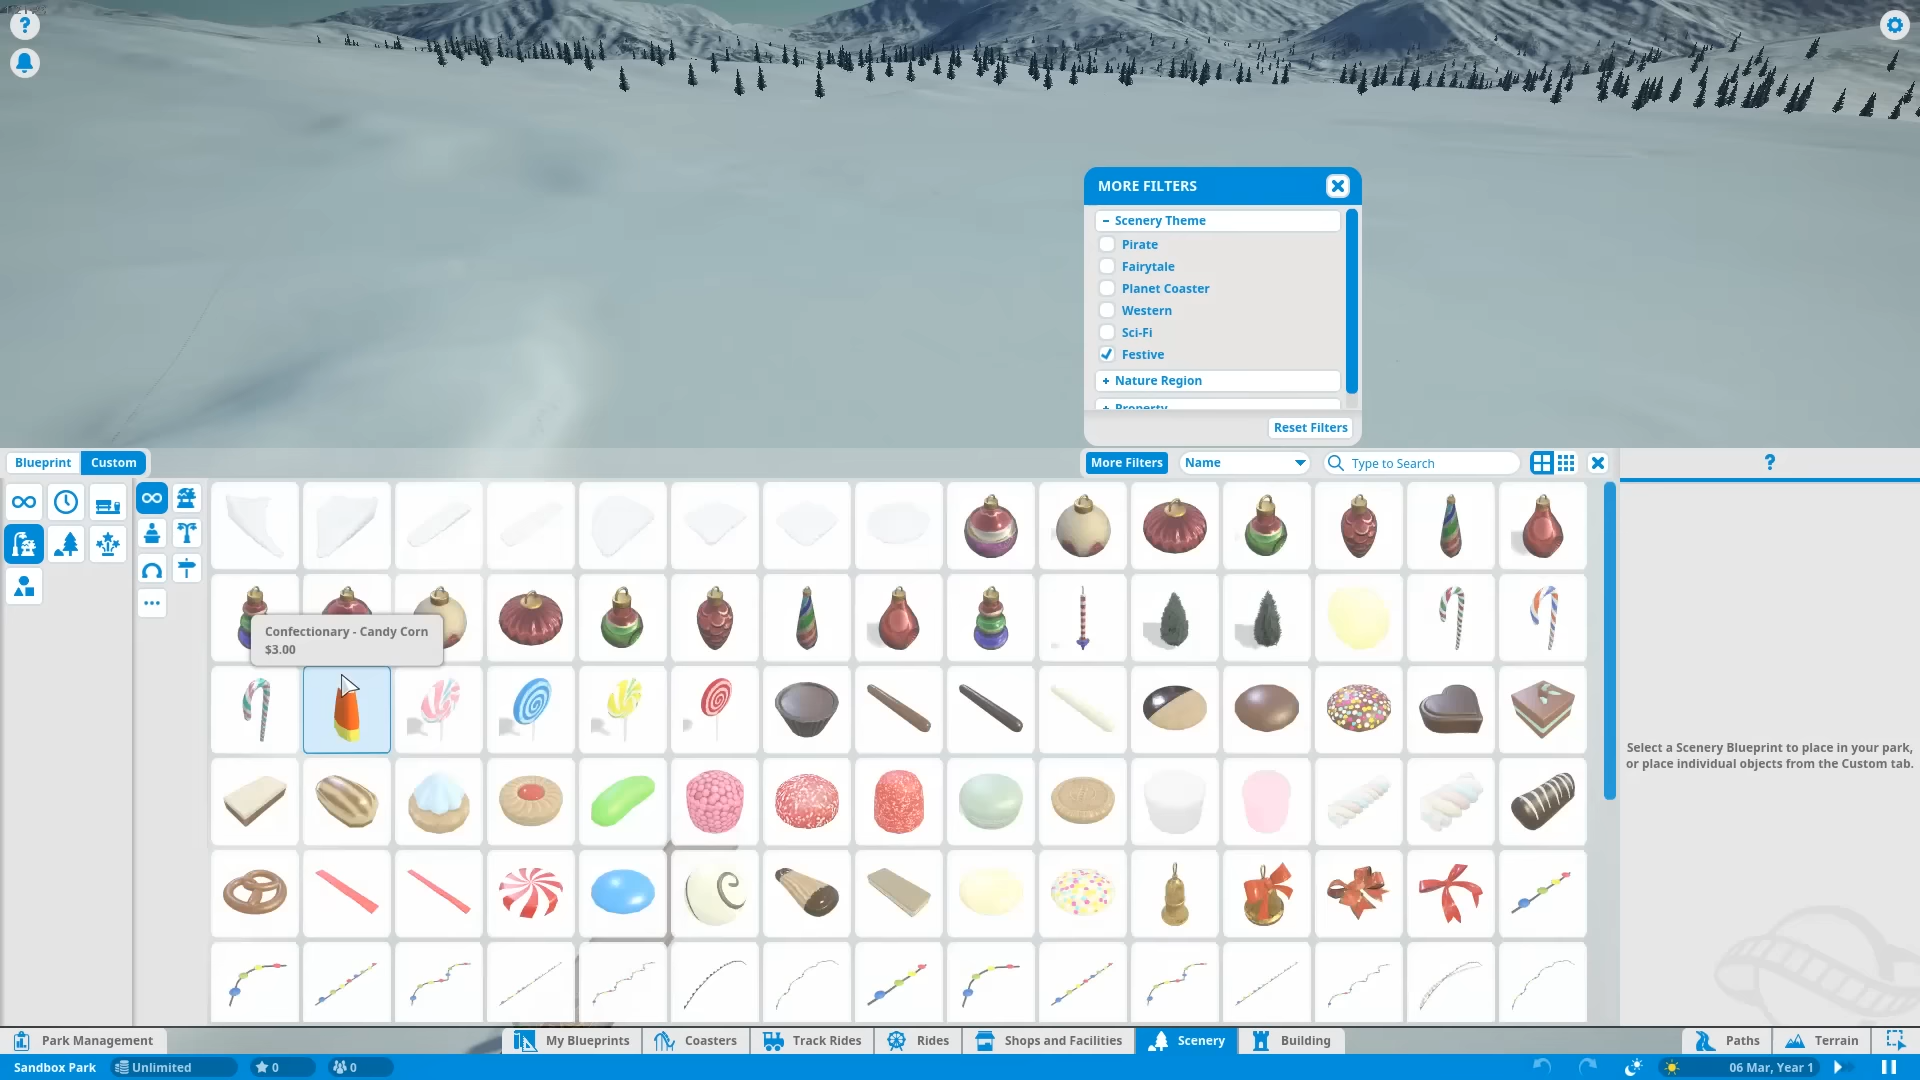 ?
MORE FILTERS
− Scenery Theme
Pirate
Fairytale
Planet Coaster
Western
Sci-Fi
Festive
+ Nature Region
+ Property
Reset Filters
Blueprint
Custom
More Filters
Name
Type to Search
?
Confectionary - Candy Corn
$3.00
Select a Scenery Blueprint to place in your park,
or place individual objects from the Custom tab.
Park Management
My Blueprints
Coasters
Track Rides
Rides
Shops and Facilities
Scenery
Building
Paths
Terrain
Sandbox Park
Unlimited
0
0
06 Mar, Year 1